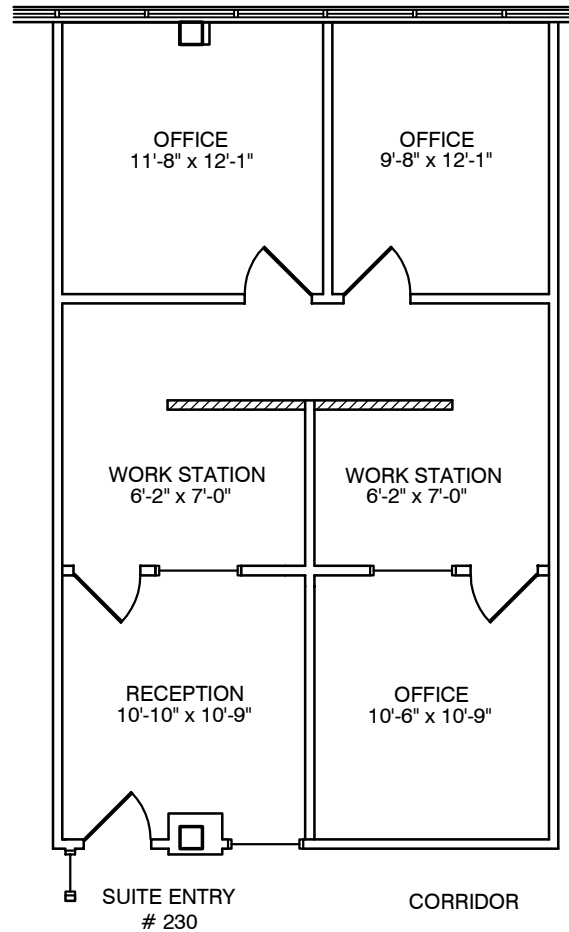 OFFICE
11'-8" x 12'-1"
OFFICE
9'-8" x 12'-1"
WORK STATION
6'-2" x 7'-0"
WORK STATION
6'-2" x 7'-0"
RECEPTION
10'-10" x 10'-9"
OFFICE
10'-6" x 10'-9"
SUITE ENTRY
# 230
CORRIDOR